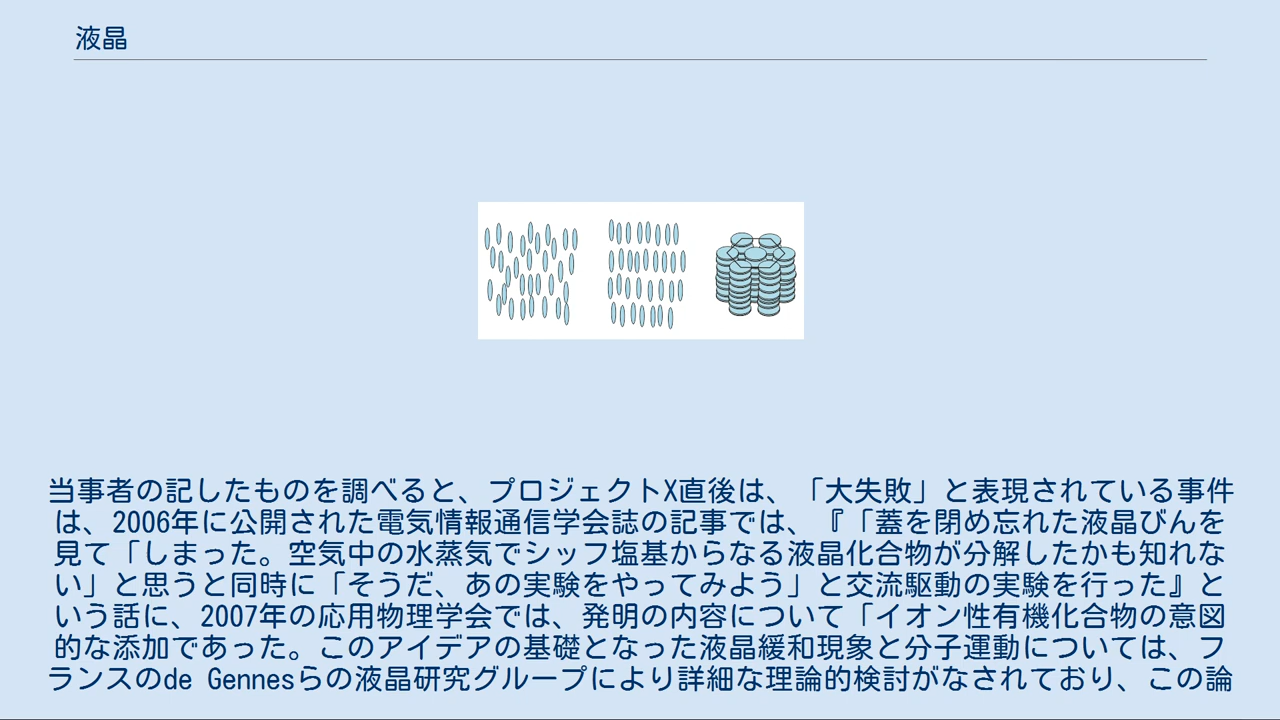 液晶
当事者の記したものを調べると、プロジェクトX直後は、「大失敗」と表現されている事件
は、2006年に公開された電気情報通信学会誌の記事では、『「蓋を閉め忘れた液晶びんを
見て「しまった。空気中の水蒸気でシッフ塩基からなる液晶化合物が分解したかも知れな
い」と思うと同時に「そうだ、あの実験をやってみよう」と交流駆動の実験を行った』と
いう話に、2007年の応用物理学会では、発明の内容について「イオン性有機化合物の意図
的な添加であった。このアイデアの基礎となった液晶緩和現象と分子運動については、フ
ランスのde Gennesらの液晶研究グループにより詳細な理論的検討がなされており、この論